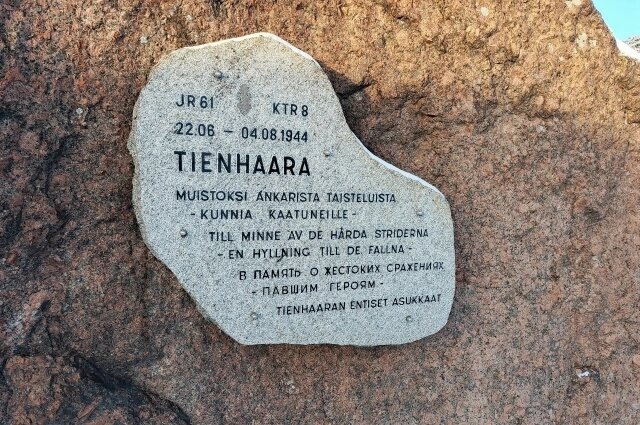 JR 61 KTR 8
22.06 – 04.08.1944
TIENHAARA
MUISTOKSI ANKARISTA TAISTELUISTA
- KUNNIA KAATUNEILLE -
TILL MINNE AV DE HÅRDA STRIDERNA
- EN HYLLNING TILL DE FALLNA -
В ПАМЯТЬ О ЖЕСТОКИХ СРАЖЕНИЯХ
- ПАВШИМ ГЕРОЯМ -
TIENHAARAN ENTISET ASUKKAAT